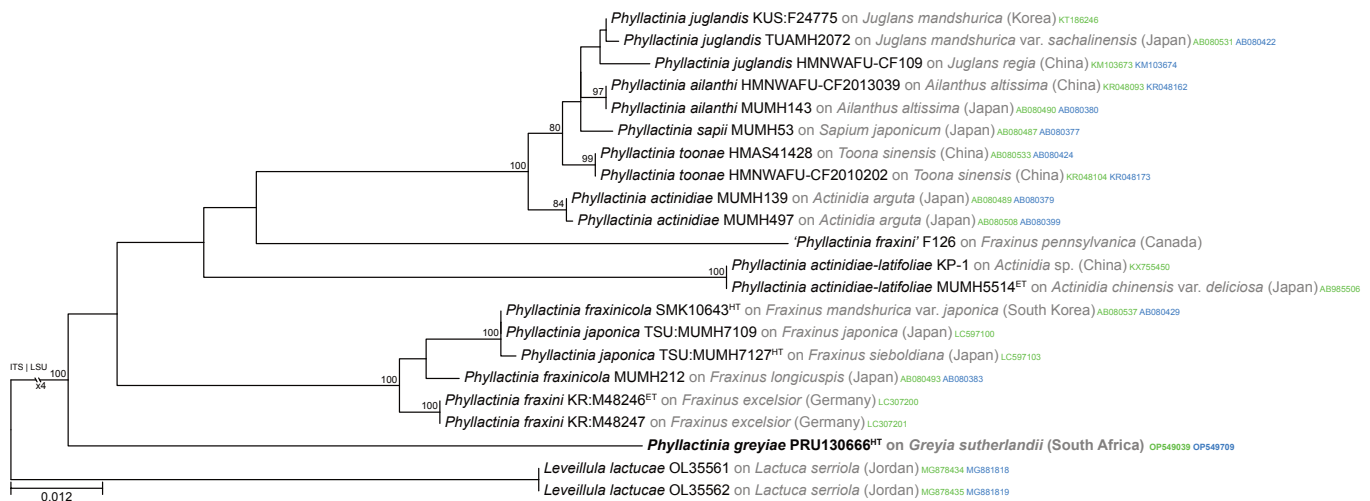 Phyllactinia juglandis KUS:F24775 on Juglans mandshurica (Korea) KT186246
Phyllactinia juglandis TUAMH2072 on Juglans mandshurica var. sachalinensis (Japan) AB080531 AB080422
Phyllactinia juglandis HMNWAFU-CF109 on Juglans regia (China) KM103673 KM103674
Phyllactinia ailanthi HMNWAFU-CF2013039 on Ailanthus altissima (China) KR048093 KR048162
97
Phyllactinia ailanthi MUMH143 on Ailanthus altissima (Japan) AB080490 AB080380
80
Phyllactinia sapii MUMH53 on Sapium japonicum (Japan) AB080487 AB080377
Phyllactinia toonae HMAS41428 on Toona sinensis (China) AB080533 AB080424
100
99
Phyllactinia toonae HMNWAFU-CF2010202 on Toona sinensis (China) KR048104 KR048173
Phyllactinia actinidiae MUMH139 on Actinidia arguta (Japan) AB080489 AB080379
84
Phyllactinia actinidiae MUMH497 on Actinidia arguta (Japan) AB080508 AB080399
'Phyllactinia fraxini' F126 on Fraxinus pennsylvanica (Canada)
Phyllactinia actinidiae-latifoliae KP-1 on Actinidia sp. (China) KX755450
100
Phyllactinia actinidiae-latifoliae MUMH5514ET on Actinidia chinensis var. deliciosa (Japan) AB985506
Phyllactinia fraxinicola SMK10643HT on Fraxinus mandshurica var. japonica (South Korea) AB080537 AB080429
100
Phyllactinia japonica TSU:MUMH7109 on Fraxinus japonica (Japan) LC597100
Phyllactinia japonica TSU:MUMH7127HT on Fraxinus sieboldiana (Japan) LC597103
ITS | LSU
x4
100
Phyllactinia fraxinicola MUMH212 on Fraxinus longicuspis (Japan) AB080493 AB080383
Phyllactinia fraxini KR:M48246ET on Fraxinus excelsior (Germany) LC307200
100
Phyllactinia fraxini KR:M48247 on Fraxinus excelsior (Germany) LC307201
Phyllactinia greyiae PRU130666HT on Greyia sutherlandii (South Africa) OP549039 OP549709
Leveillula lactucae OL35561 on Lactuca serriola (Jordan) MG878434 MG881818
Leveillula lactucae OL35562 on Lactuca serriola (Jordan) MG878435 MG881819
0.012